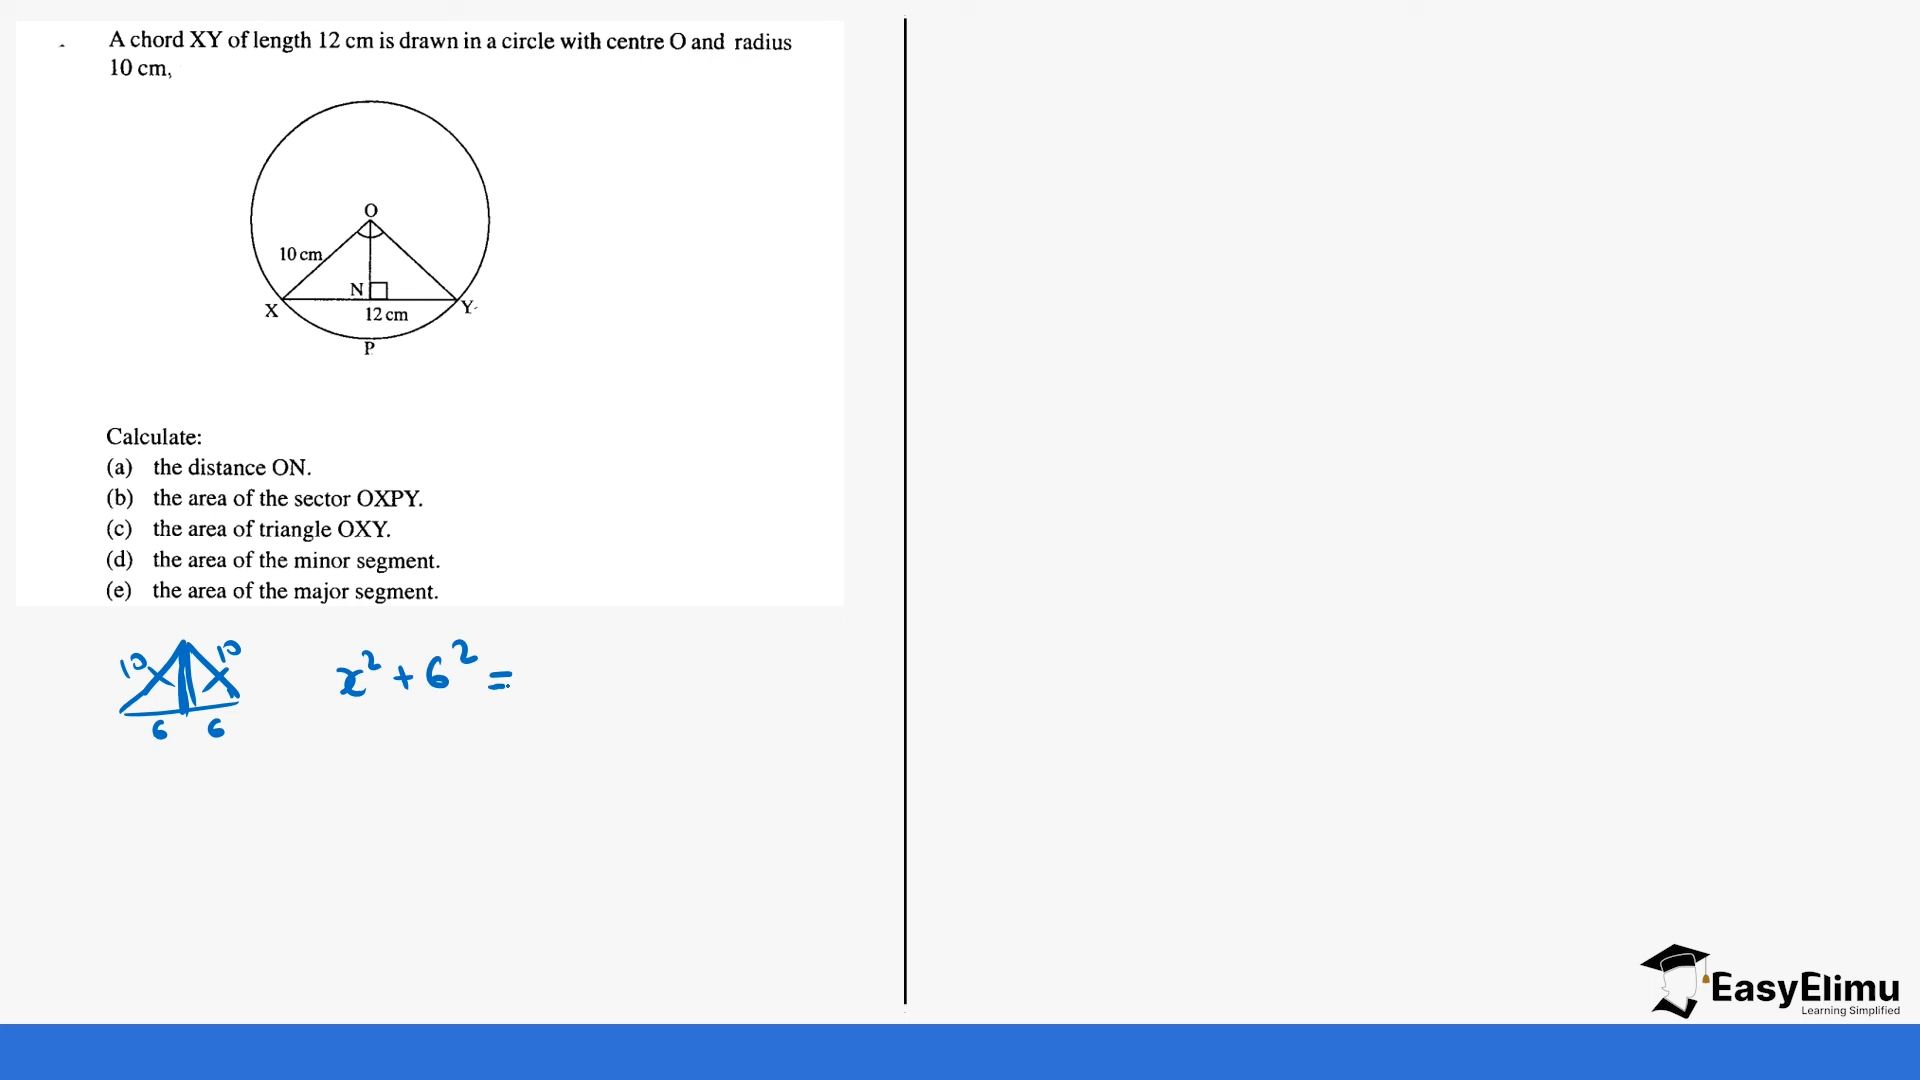 A chord XY of length 12 cm is drawn in a circle with centre O and radius
10 cm,
O
10 cm
N
X
Y
12 cm
P
Calculate:
(a) the distance ON.
(b) the area of the sector OXPY.
(c) the area of triangle OXY.
(d) the area of the minor segment.
(e) the area of the major segment.
10 10
6 6
x² + 6² =
EasyElimu
Learning Simplified